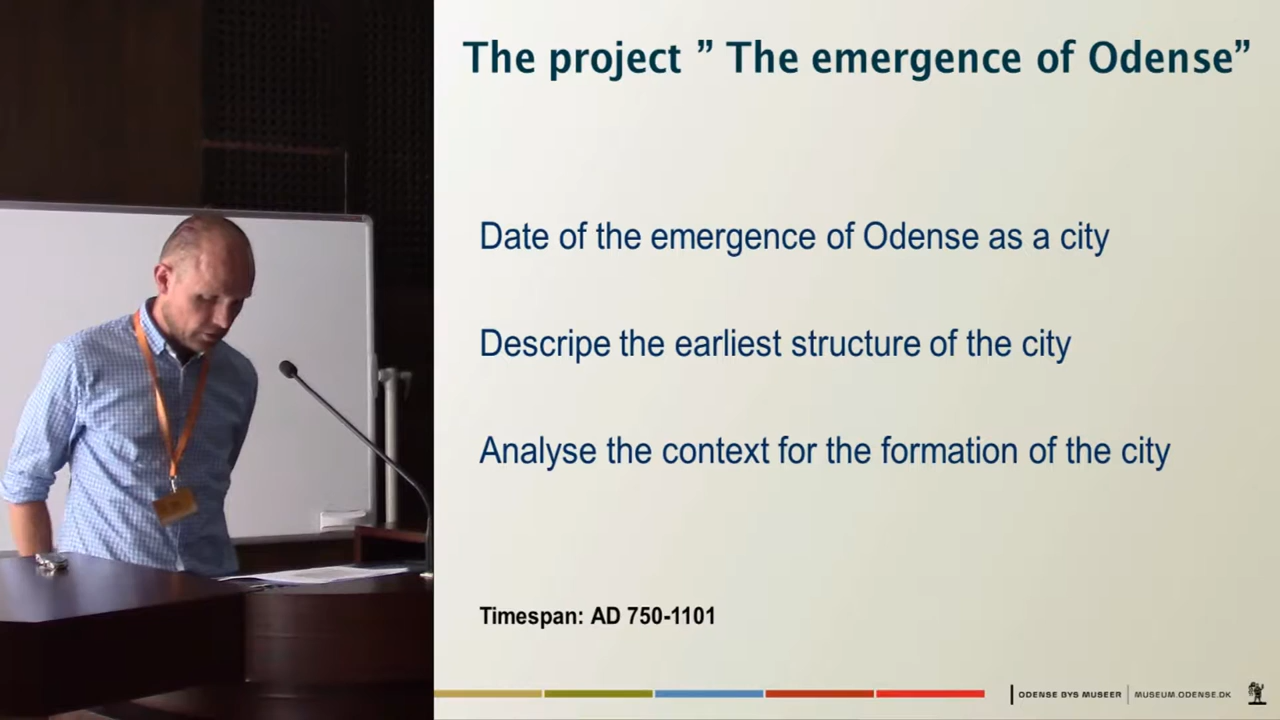 The project ” The emergence of Odense”
Date of the emergence of Odense as a city
Descripe the earliest structure of the city
Analyse the context for the formation of the city
Timespan: AD 750-1101
ODENSE BYS MUSEER | MUSEUM.ODENSE.DK